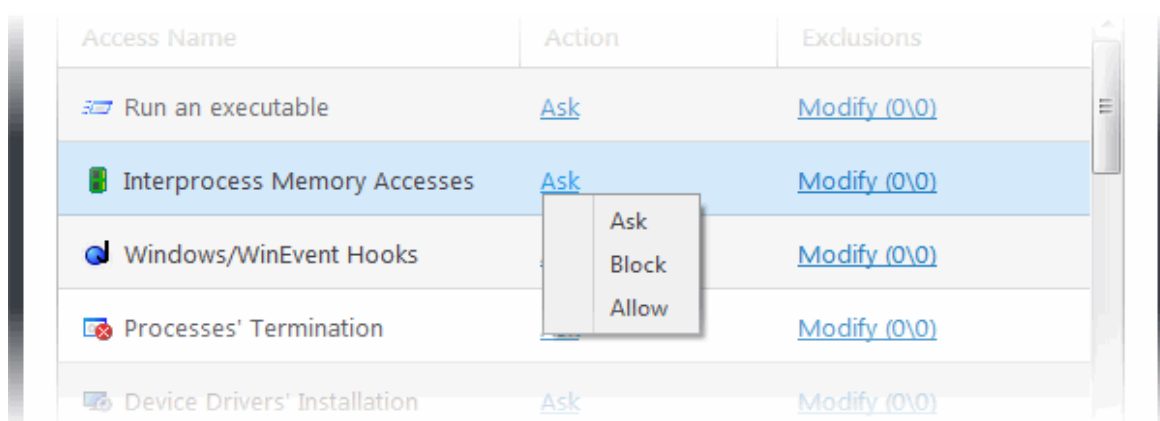 Access Name Action Exclusions
Run an executable Ask Modify (0\0)
Interprocess Memory Accesses Ask Modify (0\0)
Ask
Windows/WinEvent Hooks Modify (0\0)
Block
Allow
Processes' Termination Modify (0\0)
Device Drivers' Installation Ask Modify (0\0)